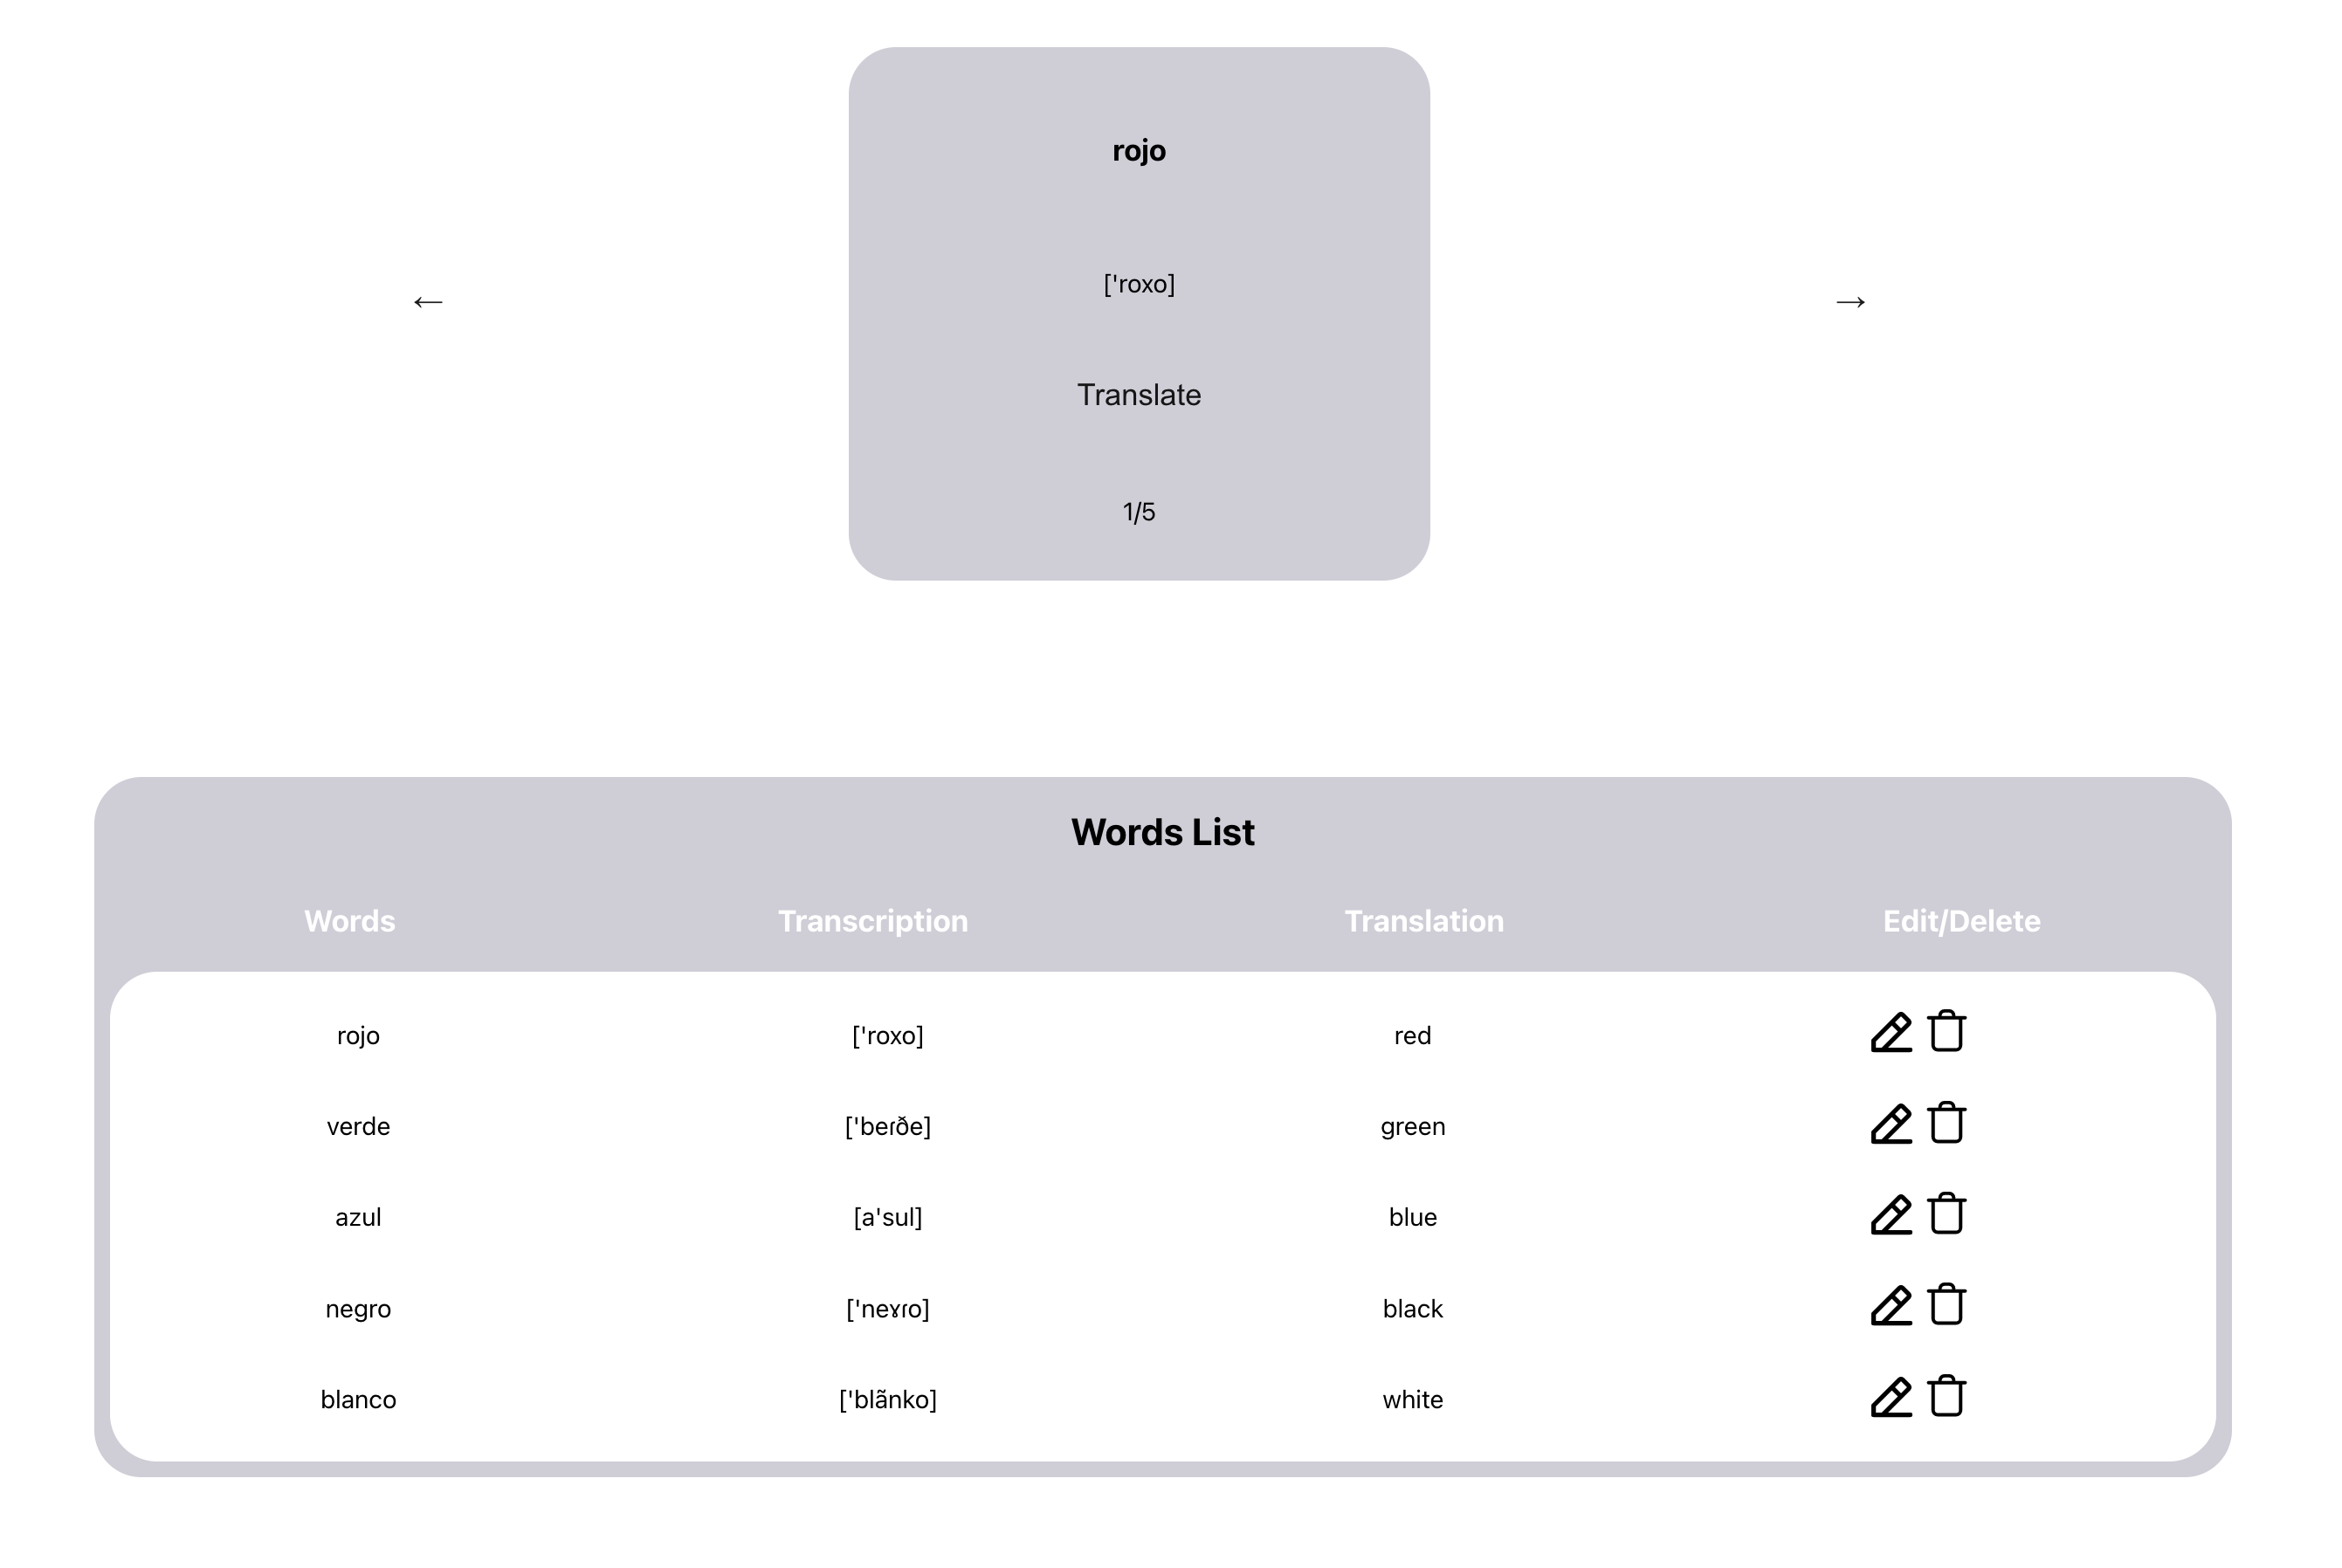 rojo
['roxo]
← →
Translate
1/5
Words List
Words Transcription Translation Edit/Delete
rojo ['roxo] red
verde ['beɾðe] green
azul [a'sul] blue
negro ['neɣɾo] black
blanco ['blãnko] white